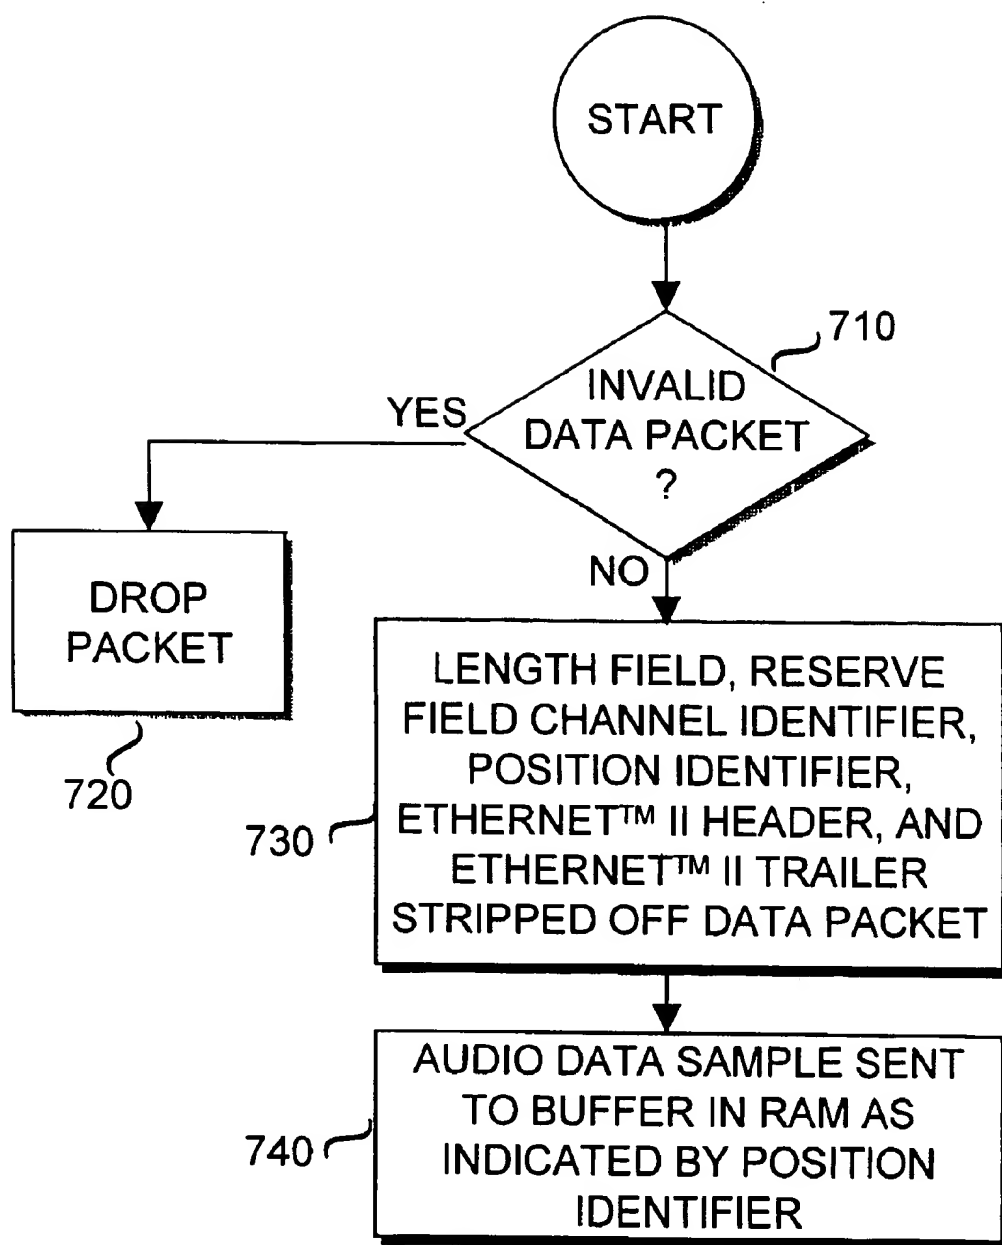 START
710
INVALID
DATA PACKET
?
YES
NO
DROP
PACKET
720
LENGTH FIELD, RESERVE
FIELD CHANNEL IDENTIFIER,
POSITION IDENTIFIER,
ETHERNET™ II HEADER, AND
ETHERNET™ II TRAILER
STRIPPED OFF DATA PACKET
730
AUDIO DATA SAMPLE SENT
TO BUFFER IN RAM AS
INDICATED BY POSITION
IDENTIFIER
740